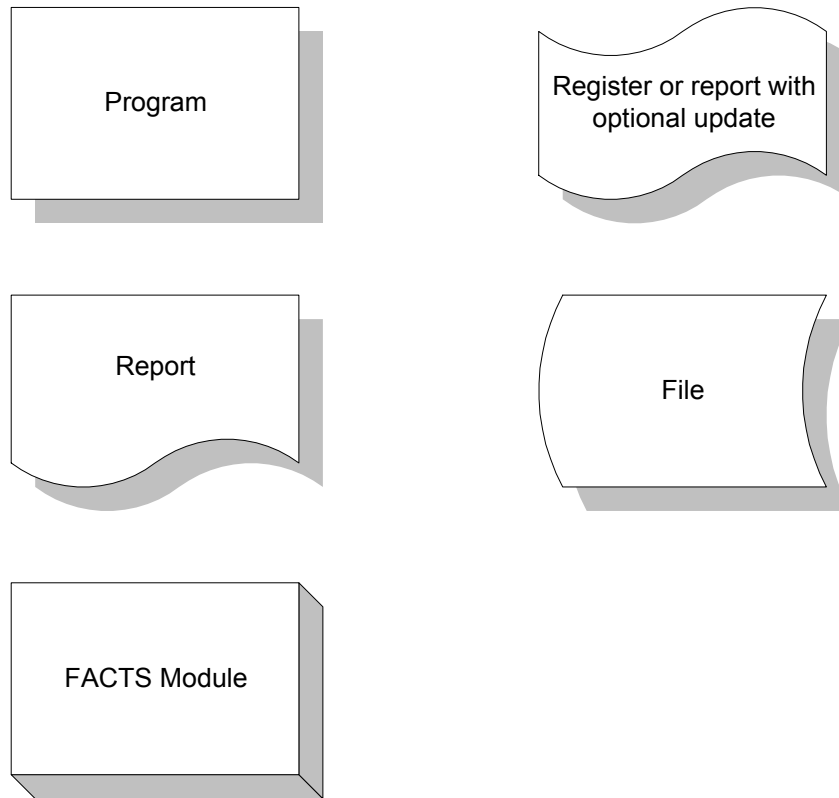 Program
Register or report with
optional update
Report
File
FACTS Module